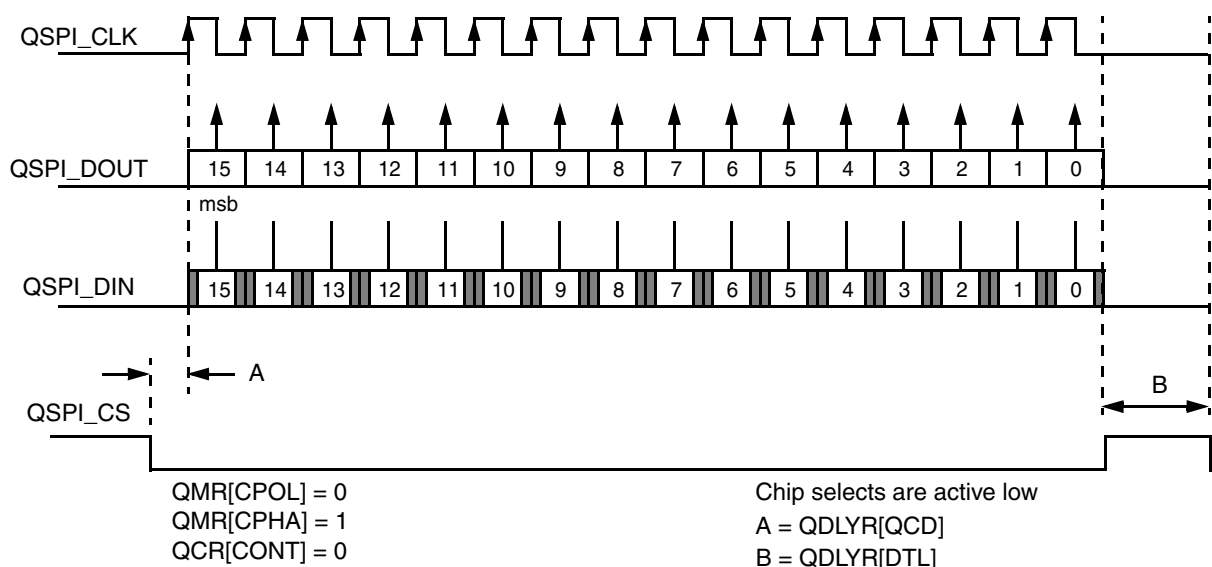 QSPI_CLK
QSPI_DOUT
15 14 13 12 11 10 9 8 7 6 5 4 3 2 1 0
msb
QSPI_DIN
15 14 13 12 11 10 9 8 7 6 5 4 3 2 1 0
A
B
QSPI_CS
QMR[CPOL] = 0
QMR[CPHA] = 1
QCR[CONT] = 0
Chip selects are active low
A = QDLYR[QCD]
B = QDLYR[DTL]